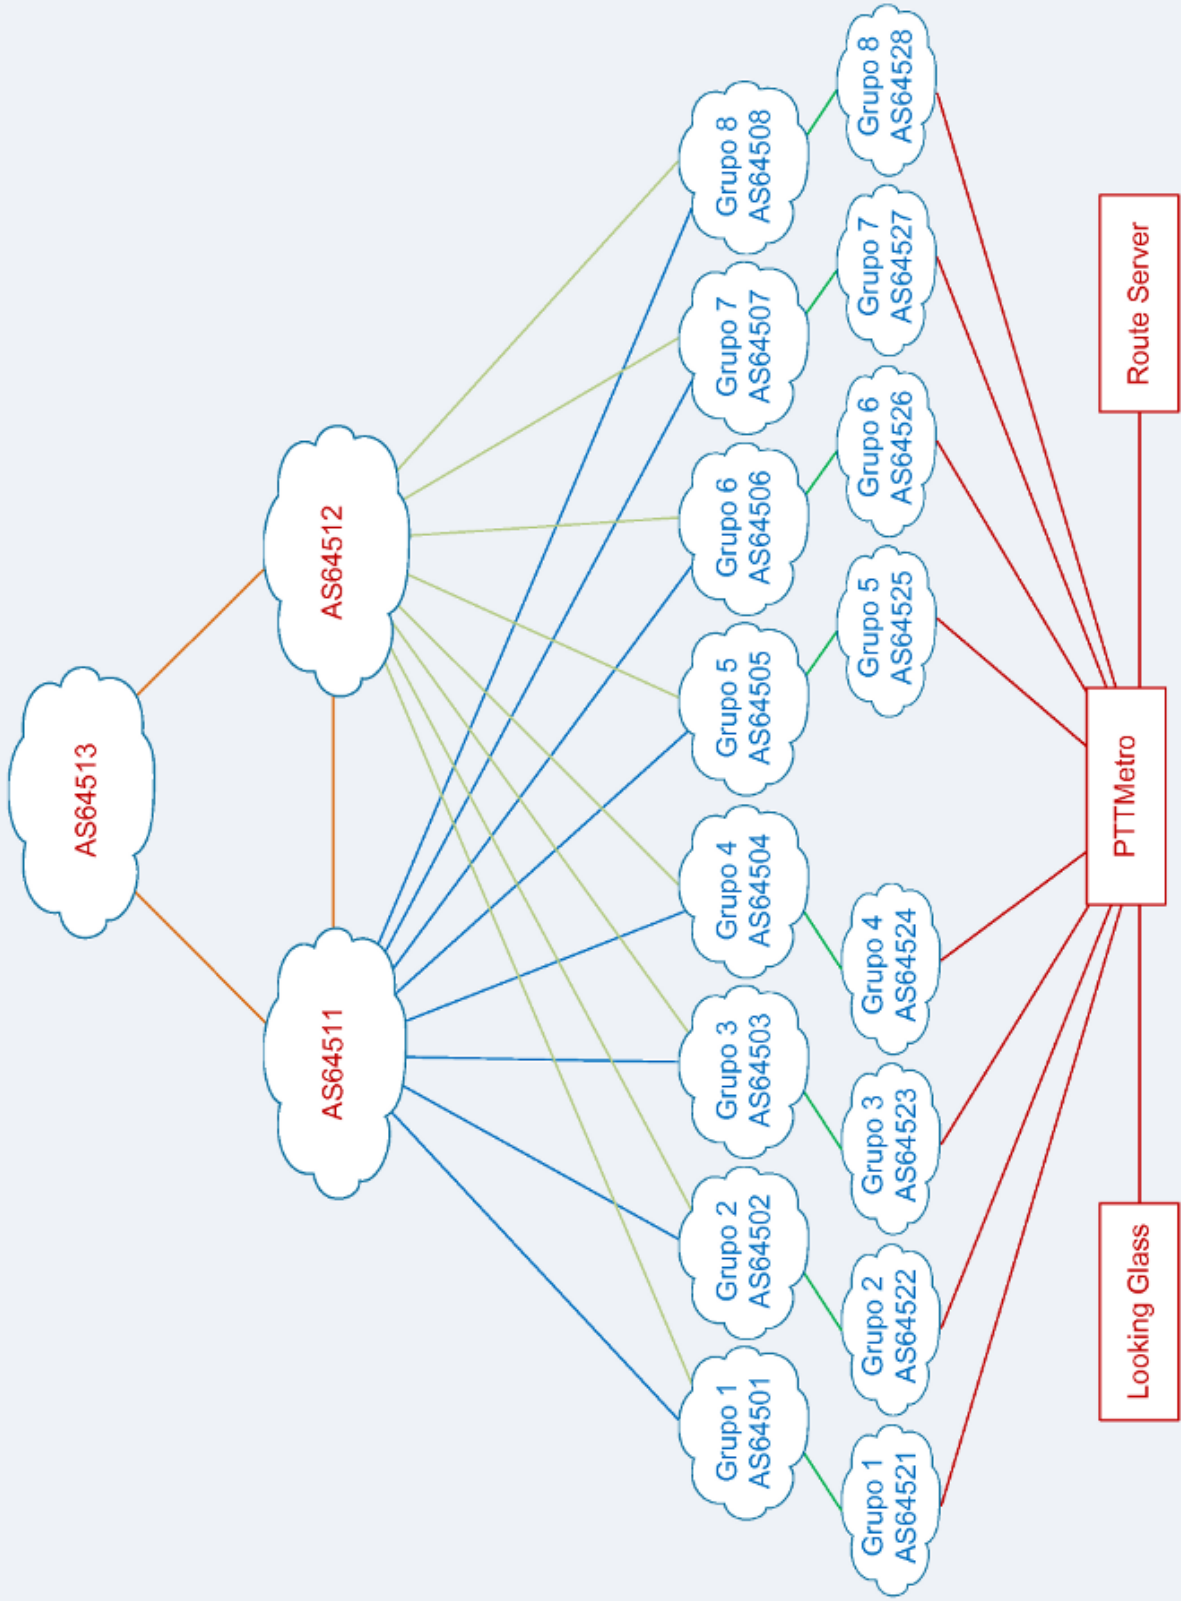 AS64513
AS64511
AS64512
Grupo 1
AS64501
Grupo 2
AS64502
Grupo 3
AS64503
Grupo 4
AS64504
Grupo 5
AS64505
Grupo 6
AS64506
Grupo 7
AS64507
Grupo 8
AS64508
Grupo 1
AS64521
Grupo 2
AS64522
Grupo 3
AS64523
Grupo 4
AS64524
Grupo 5
AS64525
Grupo 6
AS64526
Grupo 7
AS64527
Grupo 8
AS64528
Looking Glass
PTTMetro
Route Server